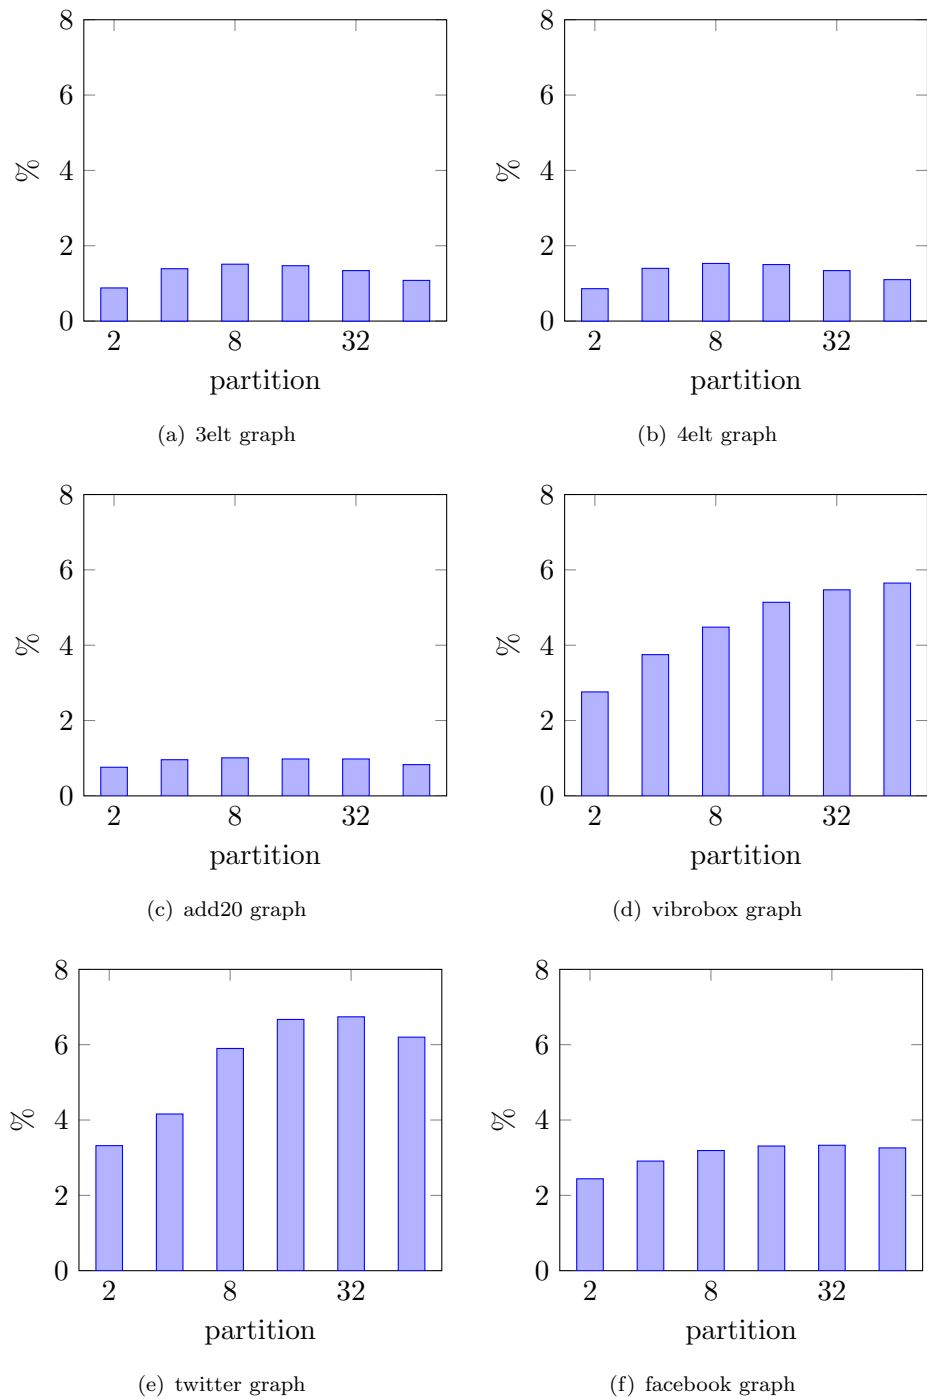 8
6
%
4
2
0
2 8 32
partition
(a) 3elt graph
8
6
%
4
2
0
2 8 32
partition
(b) 4elt graph
8
6
%
4
2
0
2 8 32
partition
(c) add20 graph
8
6
%
4
2
0
2 8 32
partition
(d) vibrobox graph
8
6
%
4
2
0
2 8 32
partition
(e) twitter graph
8
6
%
4
2
0
2 8 32
partition
(f) facebook graph